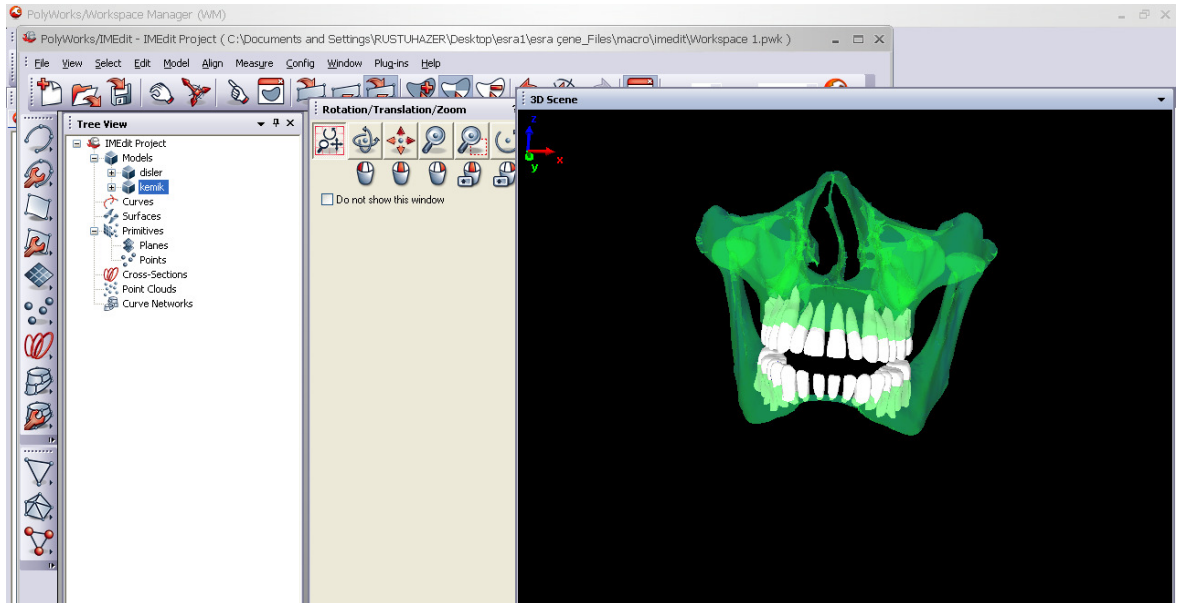 PolyWorks/Workspace Manager (WM)
PolyWorks/IMEdit - IMEdit Project ( C:\Documents and Settings\RUSTUHAZER\Desktop\esra1\esra çene_Files\macro\imedit\Workspace 1.pwk )
File View Select Edit Model Align Measure Config Window Plug-ins Help
Tree View
IMEdit Project
Models
disler
kemik
Curves
Surfaces
Primitives
Planes
Points
Cross-Sections
Point Clouds
Curve Networks
Rotation/Translation/Zoom ?
Do not show this window
3D Scene
z
x
y